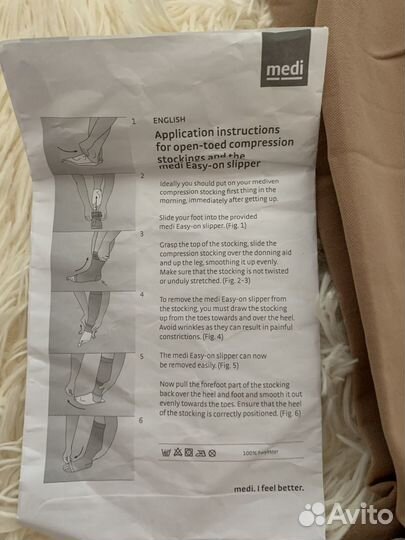 medi
1
ENGLISH
Application instructions
for open-toed compression
stockings and the
medi Easy-on slipper
2
Ideally you should put on your mediven
compression stocking first thing in the
morning, immediately after getting up.
Slide your foot into the provided
medi Easy-on slipper. (Fig. 1)
3
Grasp the top of the stocking, slide the
compression stocking over the donning aid
and up the leg, smoothing it up evenly.
Make sure that the stocking is not twisted
or unduly stretched. (Fig. 2-3)
4
To remove the medi Easy-on slipper from
the stocking, you must draw the stocking
up from the toes towards and over the heel.
Avoid wrinkles as they can result in painful
constrictions. (Fig. 4)
5
The medi Easy-on slipper can now
be removed easily. (Fig. 5)
Now pull the forefoot part of the stocking
back over the heel and foot and smooth it out
evenly towards the toes. Ensure that the heel
of the stocking is correctly positioned. (Fig. 6)
6
100%
medi. I feel better.
Avito